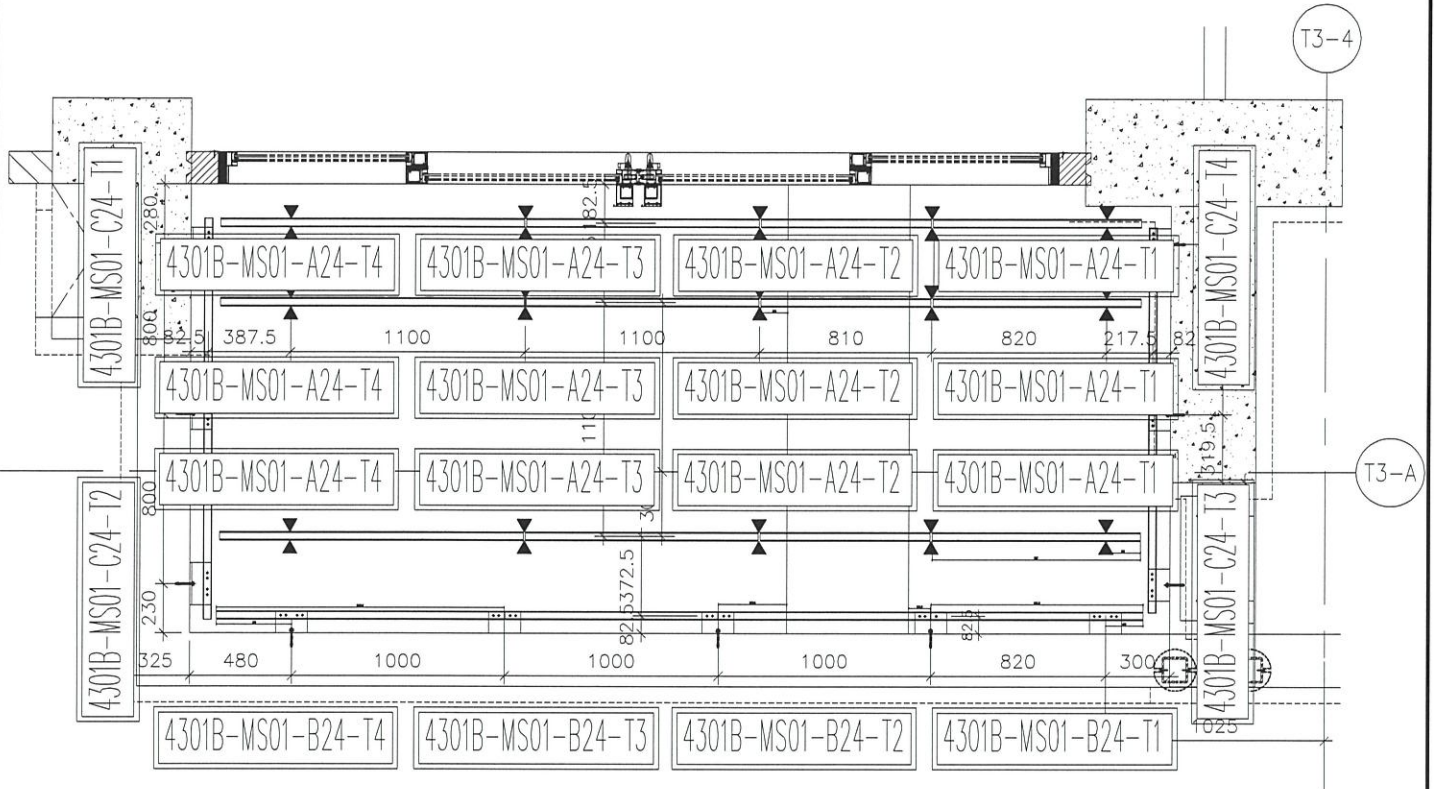 T3-4
4301B-MS01-C24-T1
4301B-MS01-C24-T4
280
4301B-MS01-A24-T4 4301B-MS01-A24-T3 4301B-MS01-A24-T2 4301B-MS01-A24-T1
800
82.5 387.5 1100 1100 810 820 217.5 82
4301B-MS01-A24-T4 4301B-MS01-A24-T3 4301B-MS01-A24-T2 4301B-MS01-A24-T1
319.5
T3-A
4301B-MS01-A24-T4 4301B-MS01-A24-T3 4301B-MS01-A24-T2 4301B-MS01-A24-T1
800
4301B-MS01-C24-T2
4301B-MS01-C24-T3
372.5
230
82.5
82.5
325 480 1000 1000 1000 820 300
4301B-MS01-B24-T4 4301B-MS01-B24-T3 4301B-MS01-B24-T2 4301B-MS01-B24-T1
1025